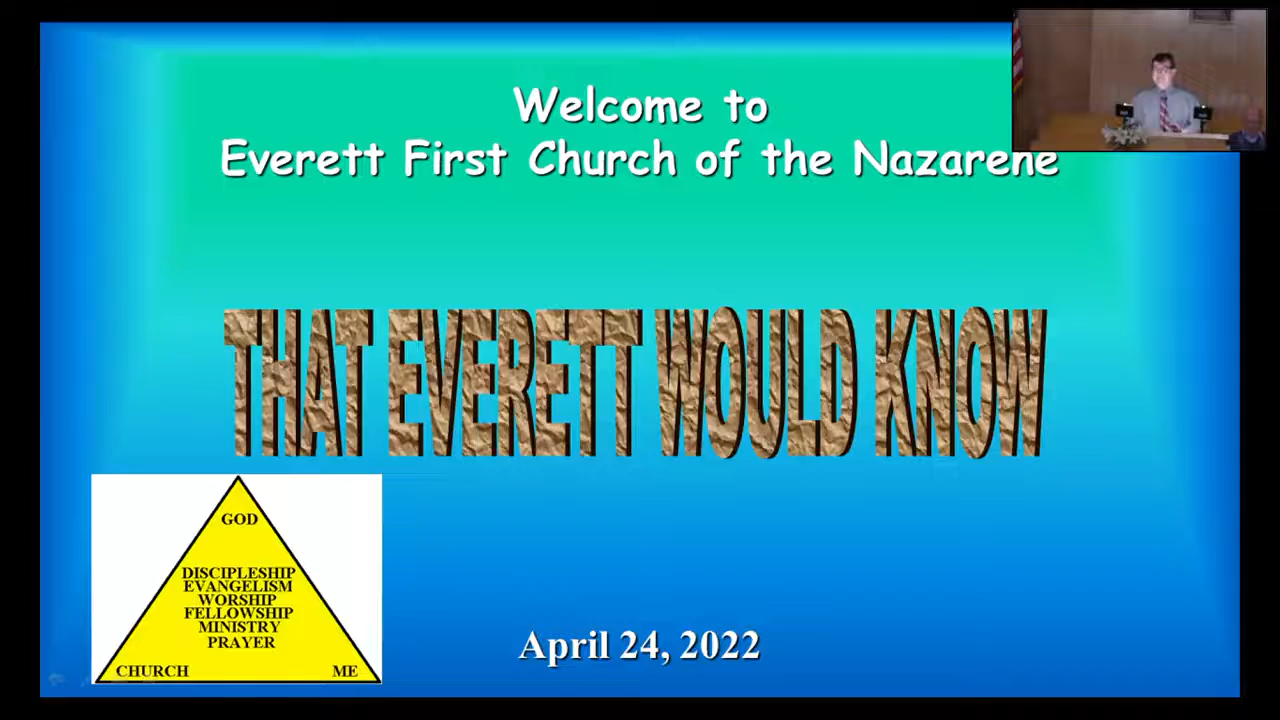 Welcome to
Everett First Church of the Nazarene
THAT EVERETT WOULD KNOW
GOD
DISCIPLESHIP
EVANGELISM
WORSHIP
FELLOWSHIP
MINISTRY
PRAYER
CHURCH ME
April 24, 2022